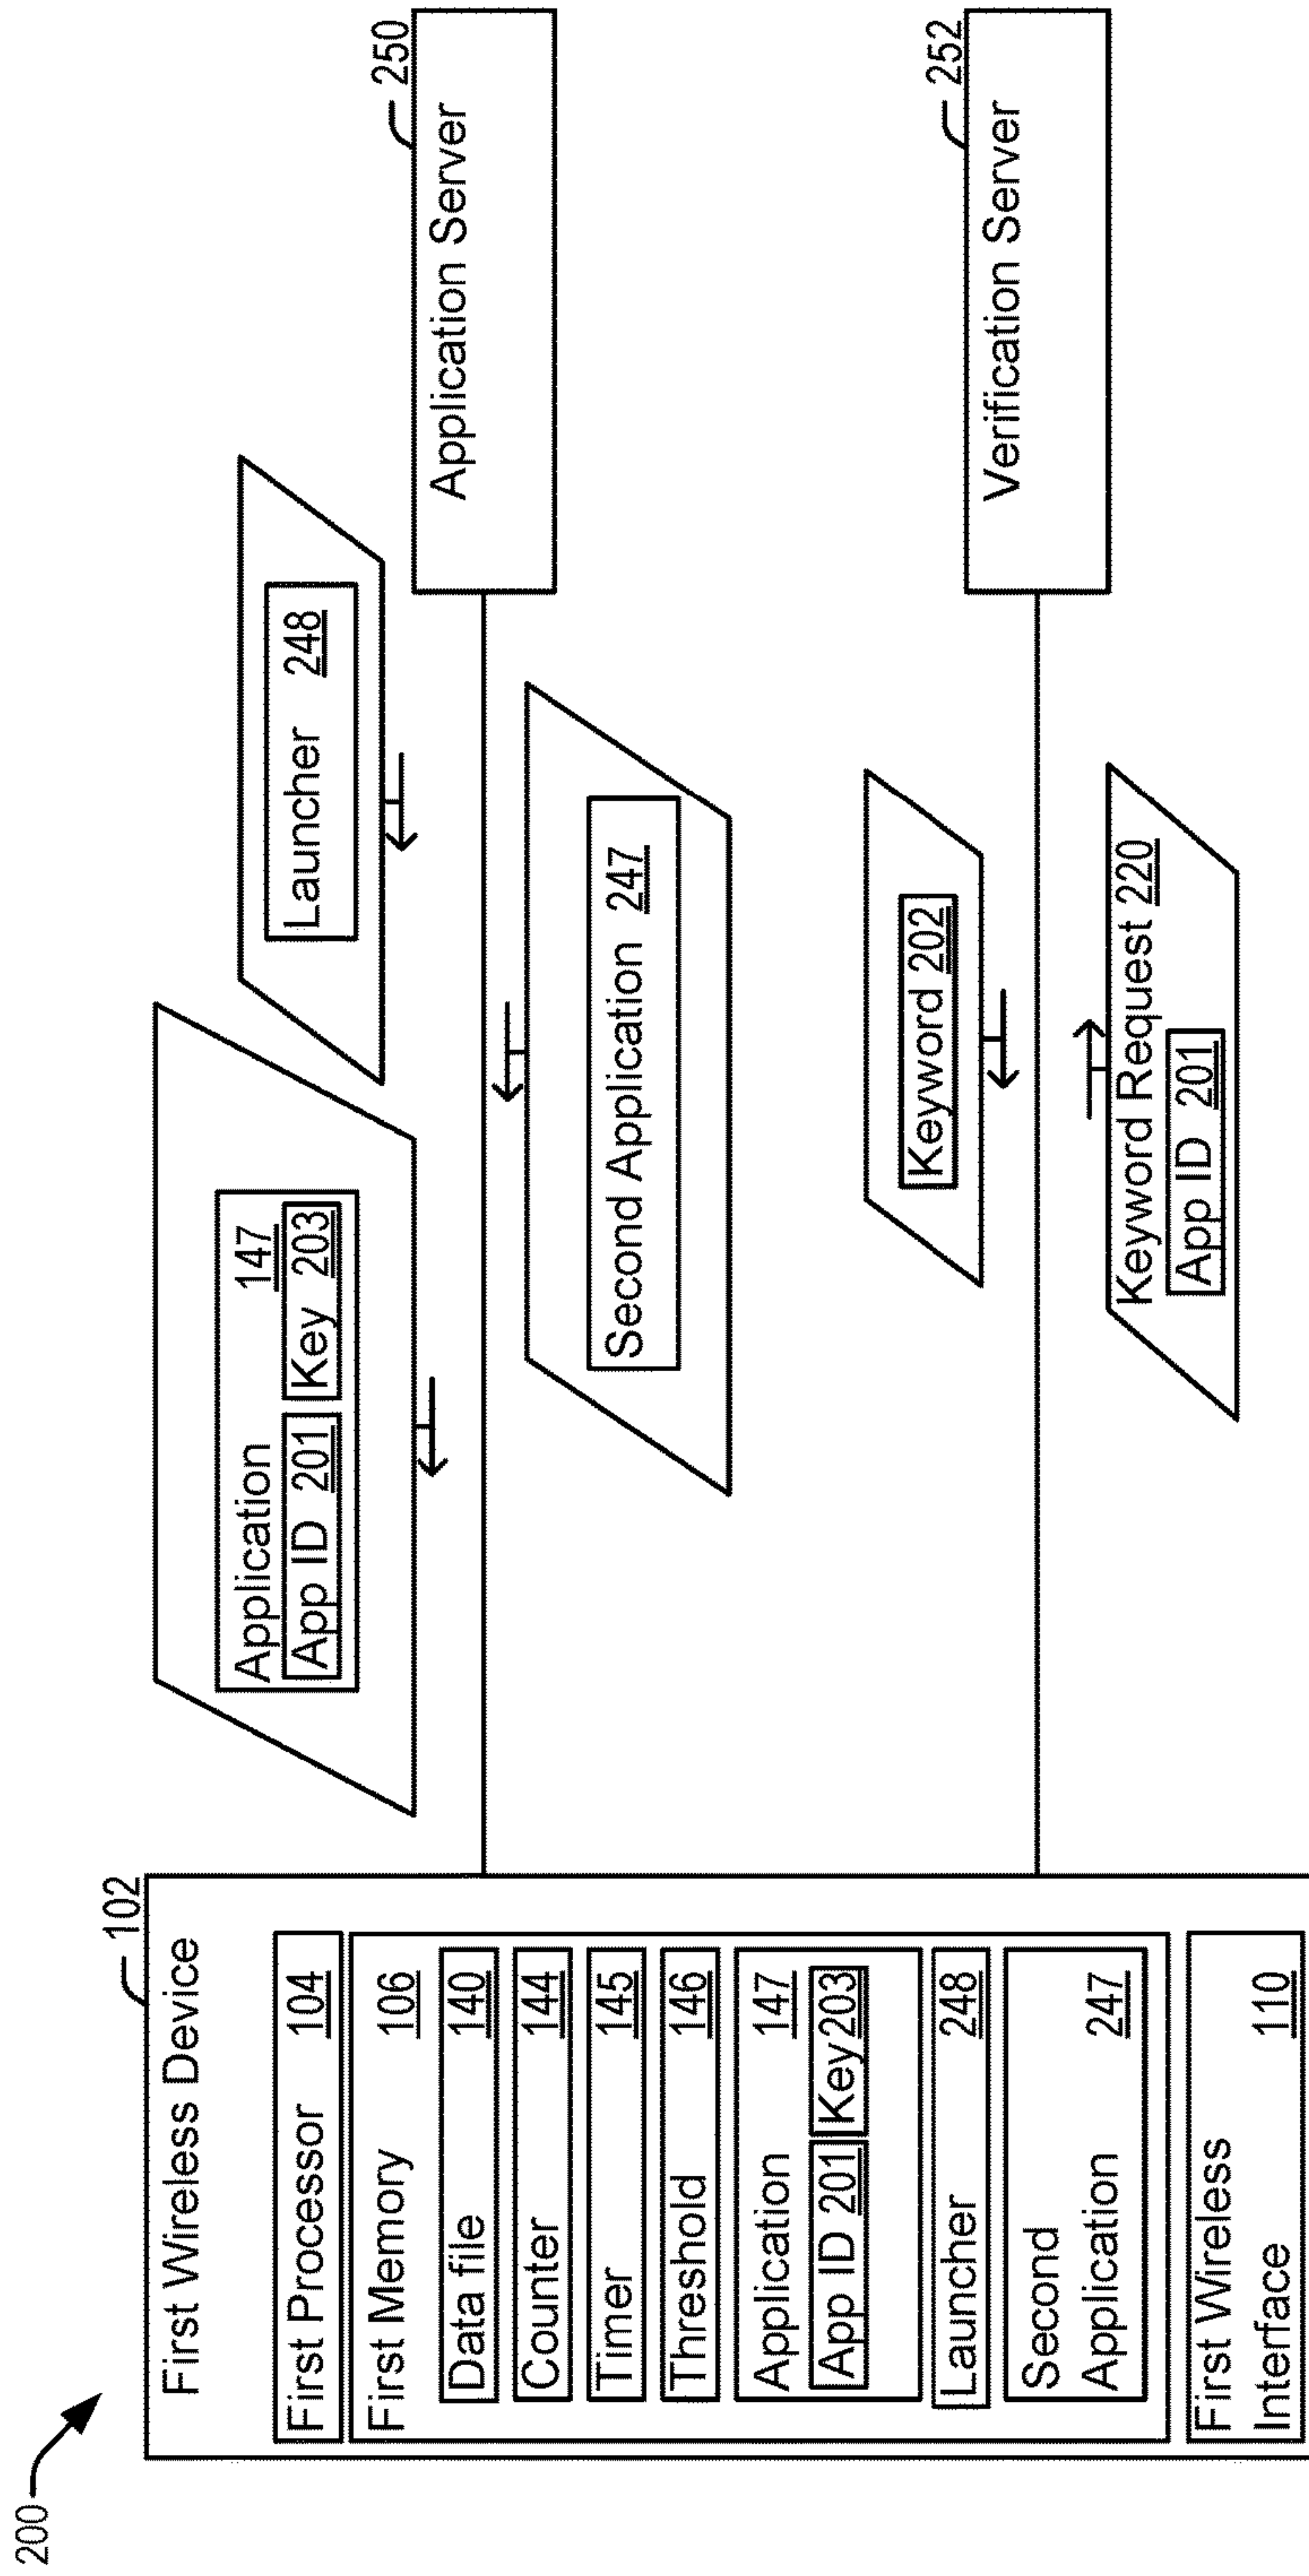 200
102
First Wireless Device
First Processor 104
First Memory 106
Data file 140
Counter 144
Timer 145
Threshold 146
Application 147
App ID 201 Key 203
Launcher 248
Second
Application 247
First Wireless
Interface 110
Application 147
App ID 201 Key 203
Launcher 248
Second Application 247
250
Application Server
Keyword 202
Keyword Request 220
App ID 201
252
Verification Server